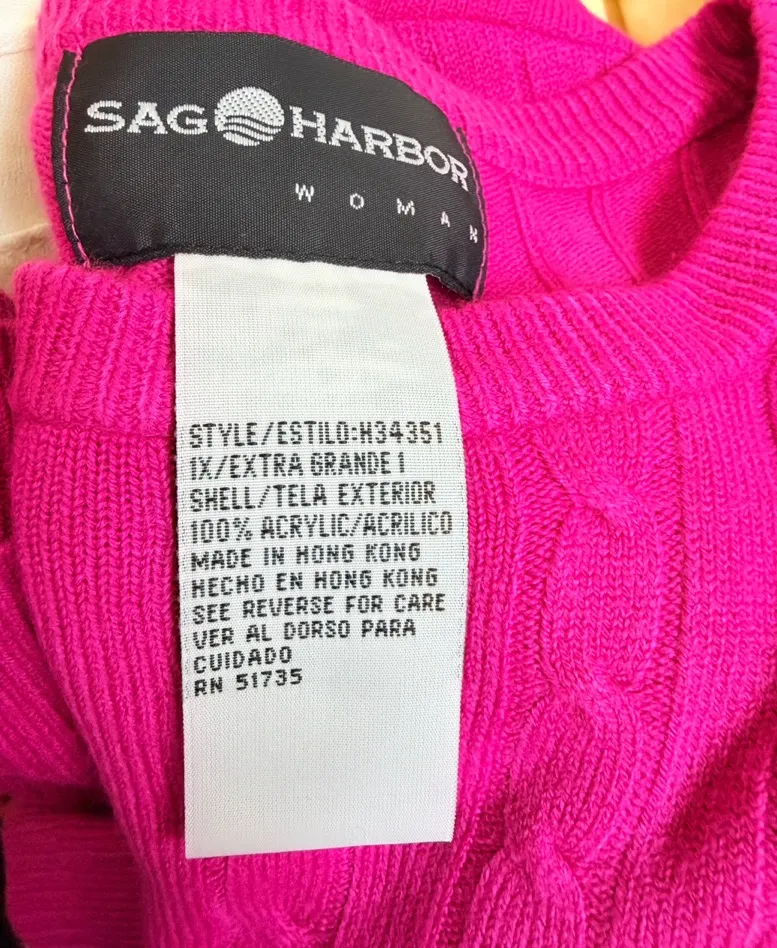 SAG HARBOR
WOMAN
STYLE/ESTILO:H34351
1X/EXTRA GRANDE 1
SHELL/TELA EXTERIOR
100% ACRYLIC/ACRILICO
MADE IN HONG KONG
HECHO EN HONG KONG
SEE REVERSE FOR CARE
VER AL DORSO PARA
CUIDADO
RN 51735